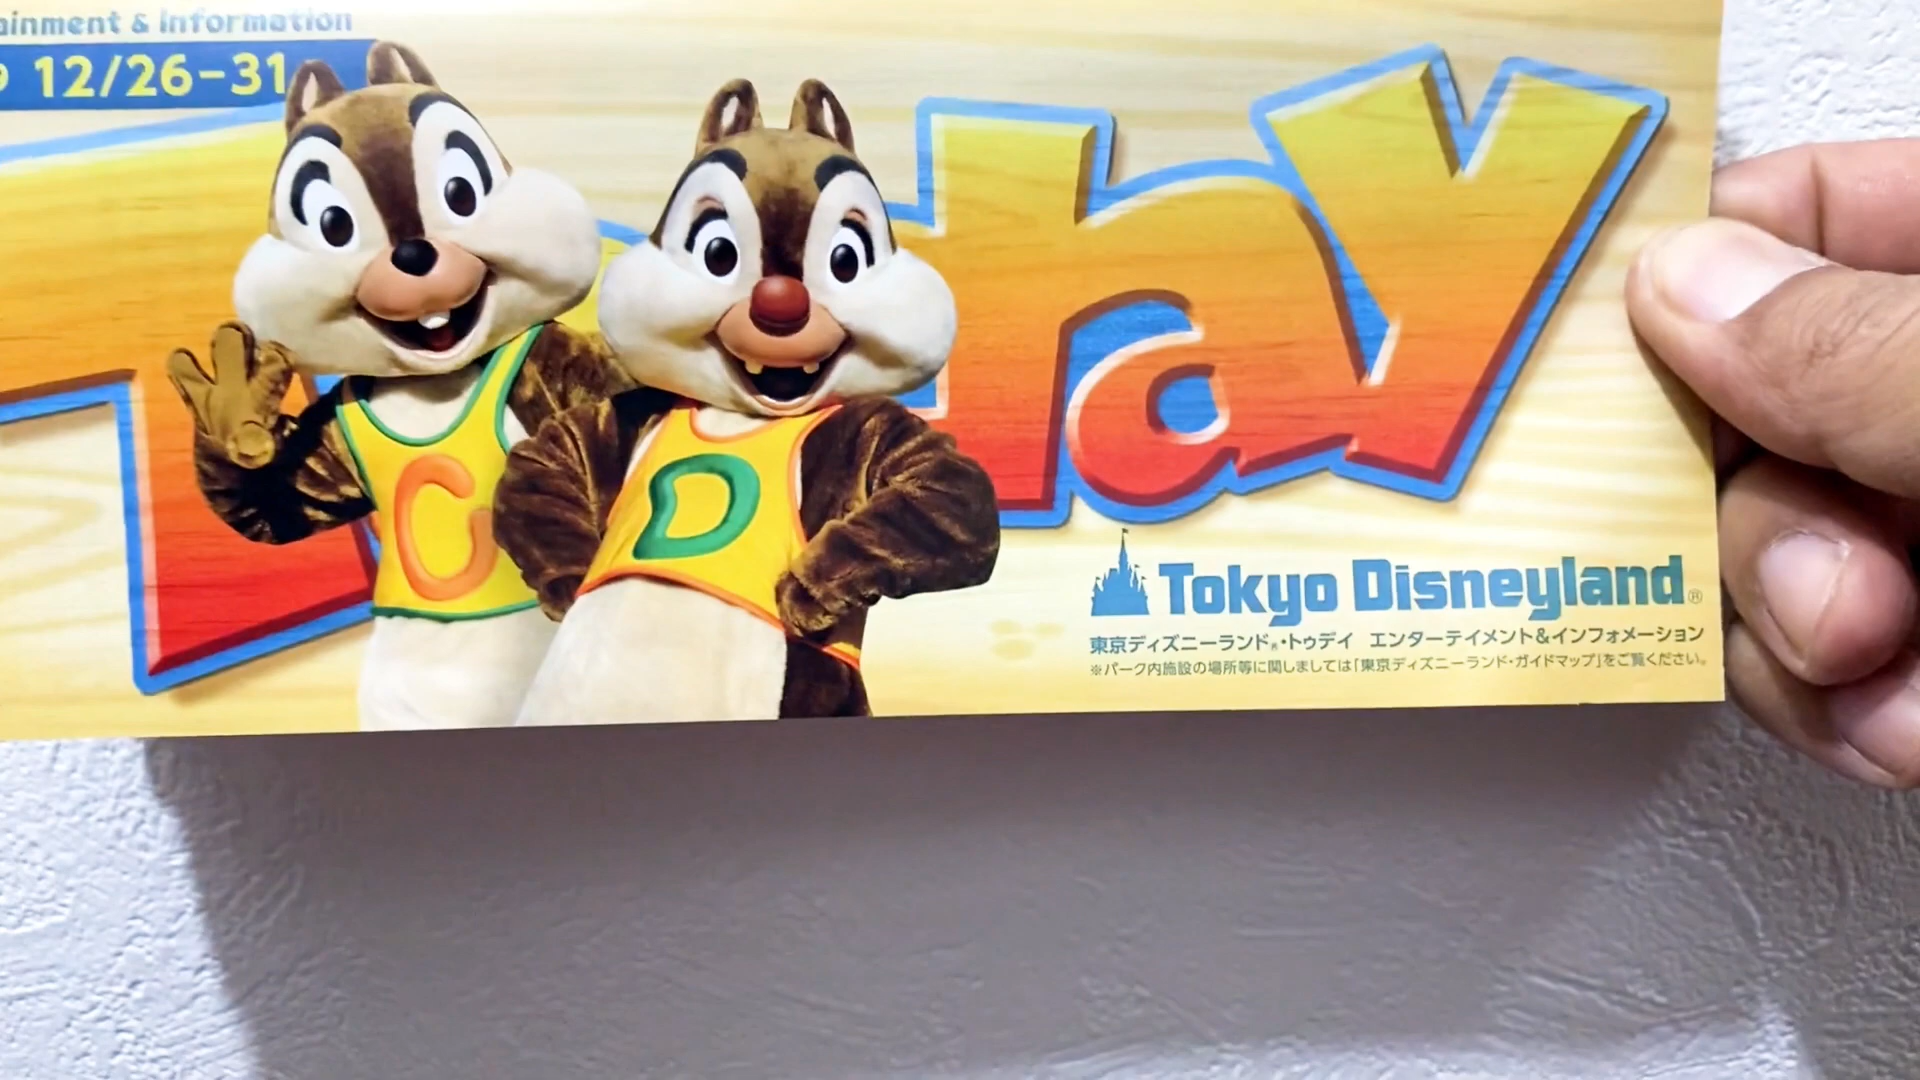 ainment & Information
9 12/26-31
Today
C
D
Tokyo Disneyland®
東京ディズニーランド®・トゥデイ エンターテイメント&インフォメーション
※パーク内施設の場所等に関しましては「東京ディズニーランド・ガイドマップ」をご覧ください。